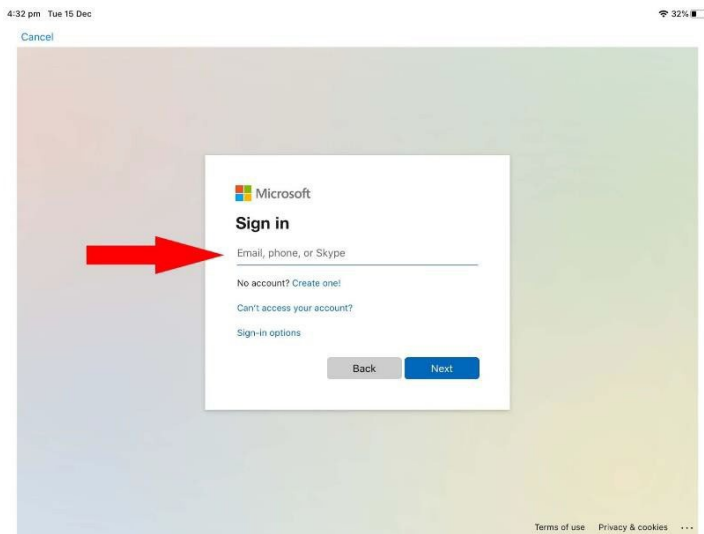 4:32 pm Tue 15 Dec 32%
Cancel
Microsoft
Sign in
Email, phone, or Skype
No account? Create one!
Can't access your account?
Sign-in options
Back Next
Terms of use Privacy & cookies ...